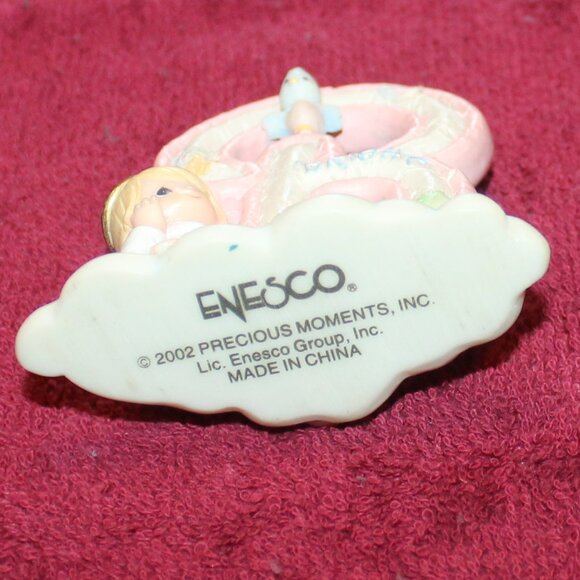 ENESCO®
© 2002 PRECIOUS MOMENTS, INC.
Lic. Enesco Group, Inc.
MADE IN CHINA